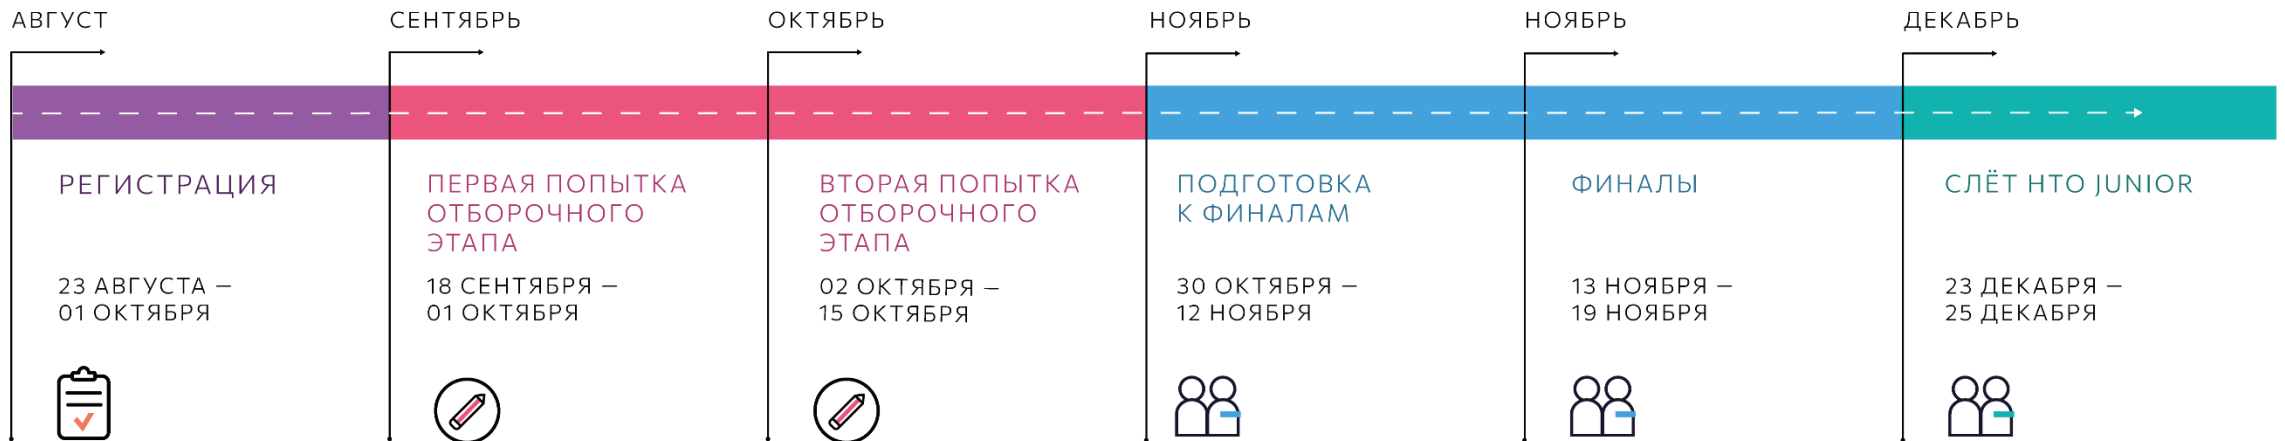 АВГУСТ
СЕНТЯБРЬ
ОКТЯБРЬ
НОЯБРЬ
НОЯБРЬ
ДЕКАБРЬ
РЕГИСТРАЦИЯ
23 АВГУСТА –
01 ОКТЯБРЯ
ПЕРВАЯ ПОПЫТКА
ОТБОРОЧНОГО
ЭТАПА
18 СЕНТЯБРЯ –
01 ОКТЯБРЯ
ВТОРАЯ ПОПЫТКА
ОТБОРОЧНОГО
ЭТАПА
02 ОКТЯБРЯ –
15 ОКТЯБРЯ
ПОДГОТОВКА
К ФИНАЛАМ
30 ОКТЯБРЯ –
12 НОЯБРЯ
ФИНАЛЫ
13 НОЯБРЯ –
19 НОЯБРЯ
СЛЁТ НТО JUNIOR
23 ДЕКАБРЯ –
25 ДЕКАБРЯ